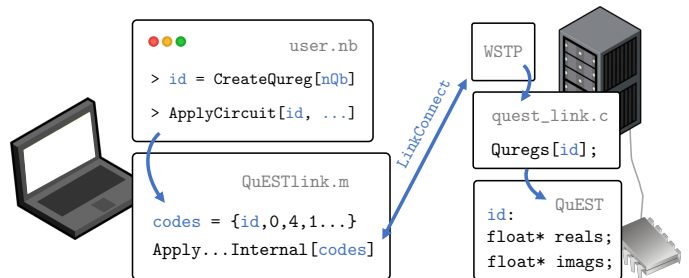 user.nb
> id = CreateQureg[nQb]
> ApplyCircuit[id, ...]
QuESTlink.m
codes = {id,0,4,1...}
Apply...Internal[codes]
LinkConnect
WSTP
quest_link.c
Quregs[id];
QuEST
id:
float* reals;
float* imags;